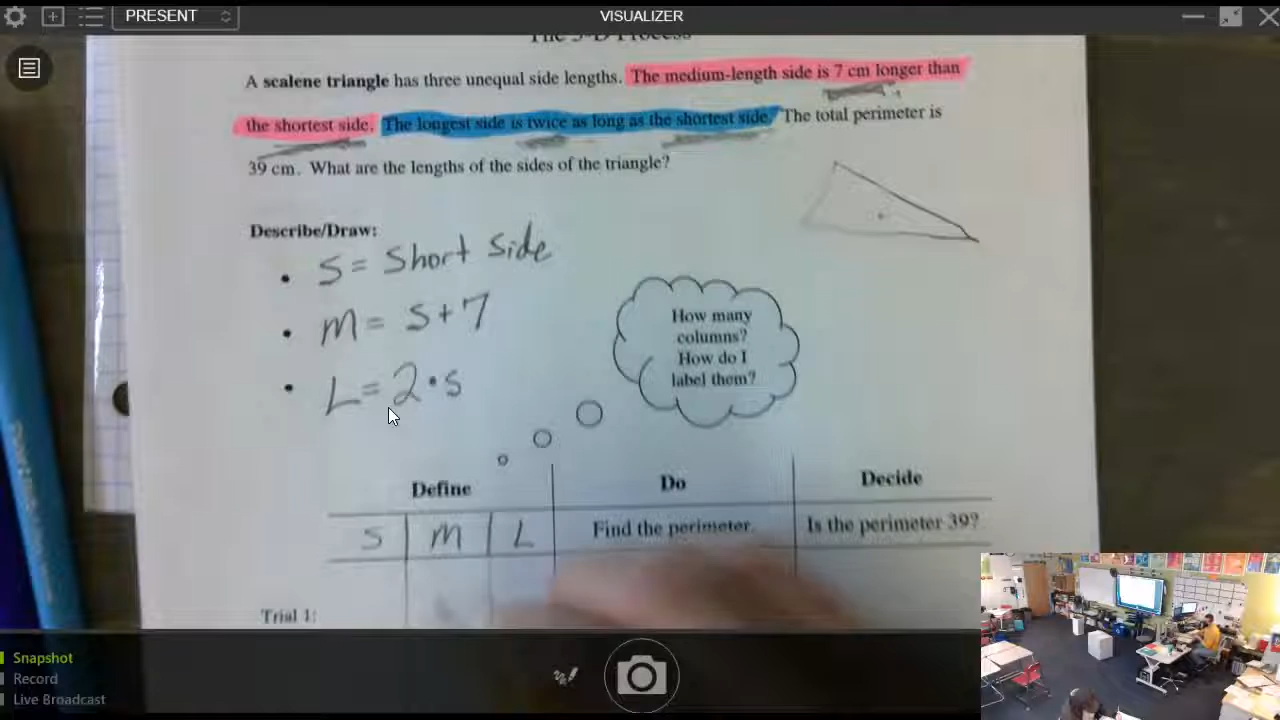 PRESENT
VISUALIZER
The 5-D Process
A scalene triangle has three unequal side lengths. The medium-length side is 7 cm longer than
the shortest side. The longest side is twice as long as the shortest side. The total perimeter is
39 cm. What are the lengths of the sides of the triangle?
Describe/Draw:
• S = Short Side
• m = S + 7
• L = 2 • S
How many
columns?
How do I
label them?
Define Do Decide
S m L Find the perimeter. Is the perimeter 39?
Trial 1:
Snapshot
Record
Live Broadcast